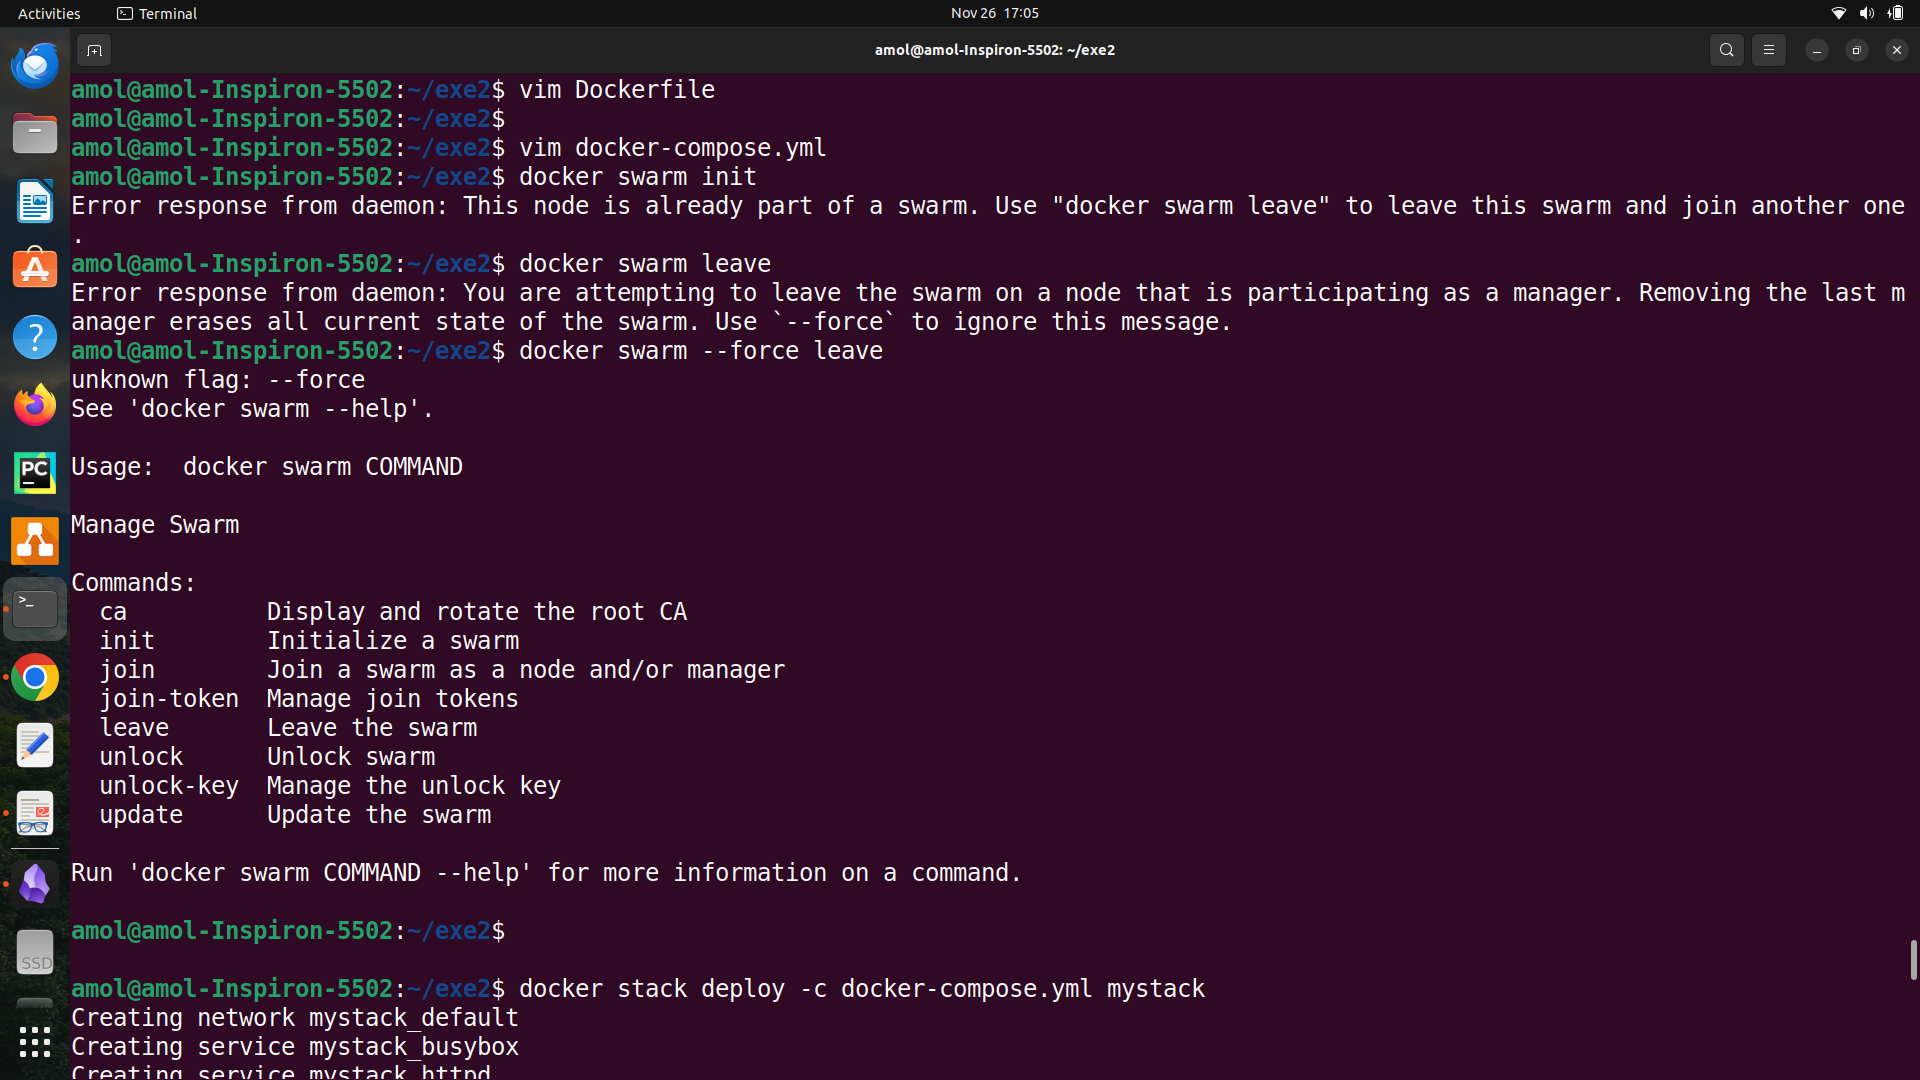 Activities
Terminal
Nov 26 17:05
amol@amol-Inspiron-5502: ~/exe2
amol@amol-Inspiron-5502:~/exe2$ vim Dockerfile
amol@amol-Inspiron-5502:~/exe2$
amol@amol-Inspiron-5502:~/exe2$ vim docker-compose.yml
amol@amol-Inspiron-5502:~/exe2$ docker swarm init
Error response from daemon: This node is already part of a swarm. Use "docker swarm leave" to leave this swarm and join another one
.
amol@amol-Inspiron-5502:~/exe2$ docker swarm leave
Error response from daemon: You are attempting to leave the swarm on a node that is participating as a manager. Removing the last m
anager erases all current state of the swarm. Use `--force` to ignore this message.
amol@amol-Inspiron-5502:~/exe2$ docker swarm --force leave
unknown flag: --force
See 'docker swarm --help'.
Usage:  docker swarm COMMAND
Manage Swarm
Commands:
  ca          Display and rotate the root CA
  init        Initialize a swarm
  join        Join a swarm as a node and/or manager
  join-token  Manage join tokens
  leave       Leave the swarm
  unlock      Unlock swarm
  unlock-key  Manage the unlock key
  update      Update the swarm
Run 'docker swarm COMMAND --help' for more information on a command.
amol@amol-Inspiron-5502:~/exe2$
amol@amol-Inspiron-5502:~/exe2$ docker stack deploy -c docker-compose.yml mystack
Creating network mystack_default
Creating service mystack_busybox
Creating service mystack_httpd
PC
SSD